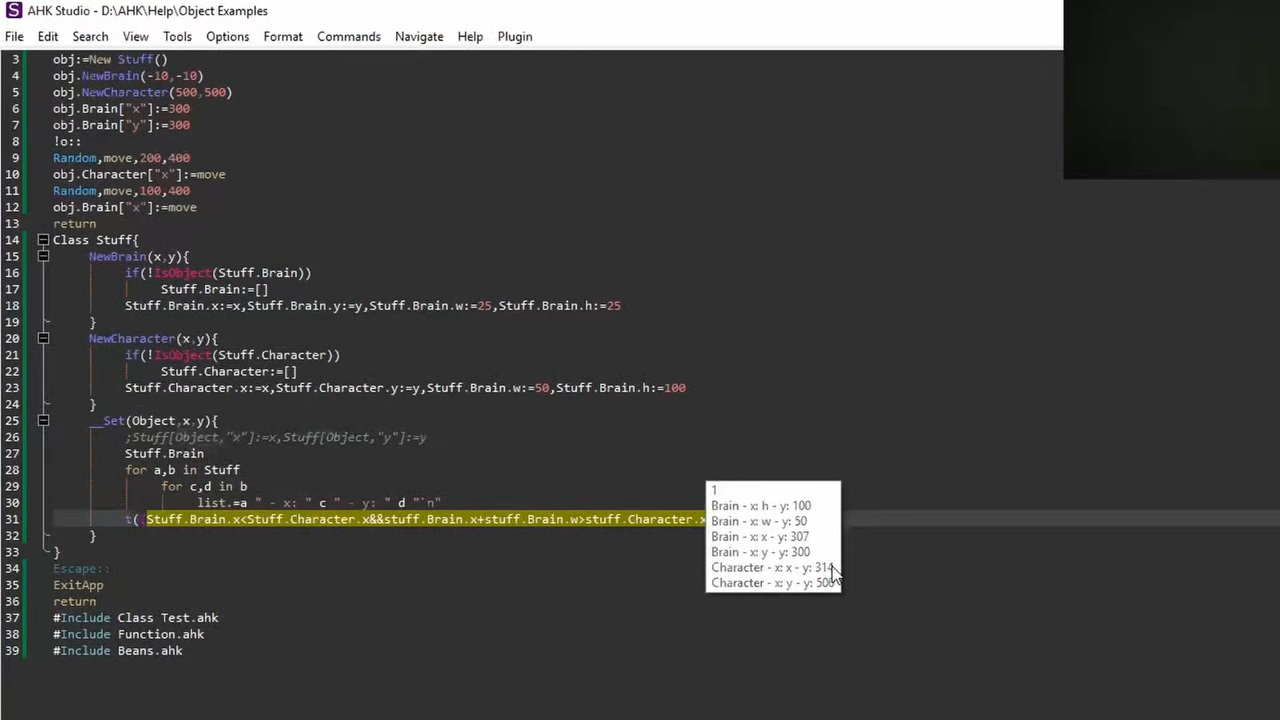 AHK Studio - D:\AHK\Help\Object Examples
File Edit Search View Tools Options Format Commands Navigate Help Plugin
3 obj:=New Stuff()
4 obj.NewBrain(-10,-10)
5 obj.NewCharacter(500,500)
6 obj.Brain["x"]:=300
7 obj.Brain["y"]:=300
8 !o::
9 Random,move,200,400
10 obj.Character["x"]:=move
11 Random,move,100,400
12 obj.Brain["x"]:=move
13 return
14 Class Stuff{
15 NewBrain(x,y){
16 if(!IsObject(Stuff.Brain))
17 Stuff.Brain:=[]
18 Stuff.Brain.x:=x,Stuff.Brain.y:=y,Stuff.Brain.w:=25,Stuff.Brain.h:=25
19 }
20 NewCharacter(x,y){
21 if(!IsObject(Stuff.Character))
22 Stuff.Character:=[]
23 Stuff.Character.x:=x,Stuff.Character.y:=y,Stuff.Brain.w:=50,Stuff.Brain.h:=100
24 }
25 __Set(Object,x,y){
26 ;Stuff[Object,"x"]:=x,Stuff[Object,"y"]:=y
27 Stuff.Brain
28 for a,b in Stuff
29 for c,d in b
30 list.=a " - x: " c " - y: " d "`n"
31 t(Stuff.Brain.x<Stuff.Character.x&&stuff.Brain.x+stuff.Brain.w>stuff.Character.x
32 }
33 }
34 Escape::
35 ExitApp
36 return
37 #Include Class Test.ahk
38 #Include Function.ahk
39 #Include Beans.ahk
1
Brain - x: h - y: 100
Brain - x: w - y: 50
Brain - x: x - y: 307
Brain - x: y - y: 300
Character - x: x - y: 314
Character - x: y - y: 500